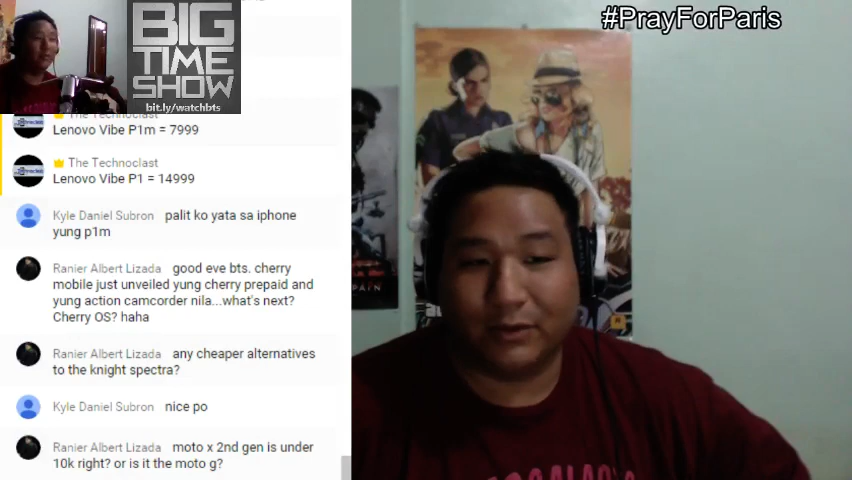 #PrayForParis
BIG
TIME
SHOW
bit.ly/watchbts
The Technoclast
Lenovo Vibe P1m = 7999
The Technoclast
Lenovo Vibe P1 = 14999
Kyle Daniel Subron palit ko yata sa iphone
yung p1m
Ranier Albert Lizada good eve bts. cherry
mobile just unveiled yung cherry prepaid and
yung action camcorder nila...what's next?
Cherry OS? haha
Ranier Albert Lizada any cheaper alternatives
to the knight spectra?
Kyle Daniel Subron nice po
Ranier Albert Lizada moto x 2nd gen is under
10k right? or is it the moto g?
PAIN